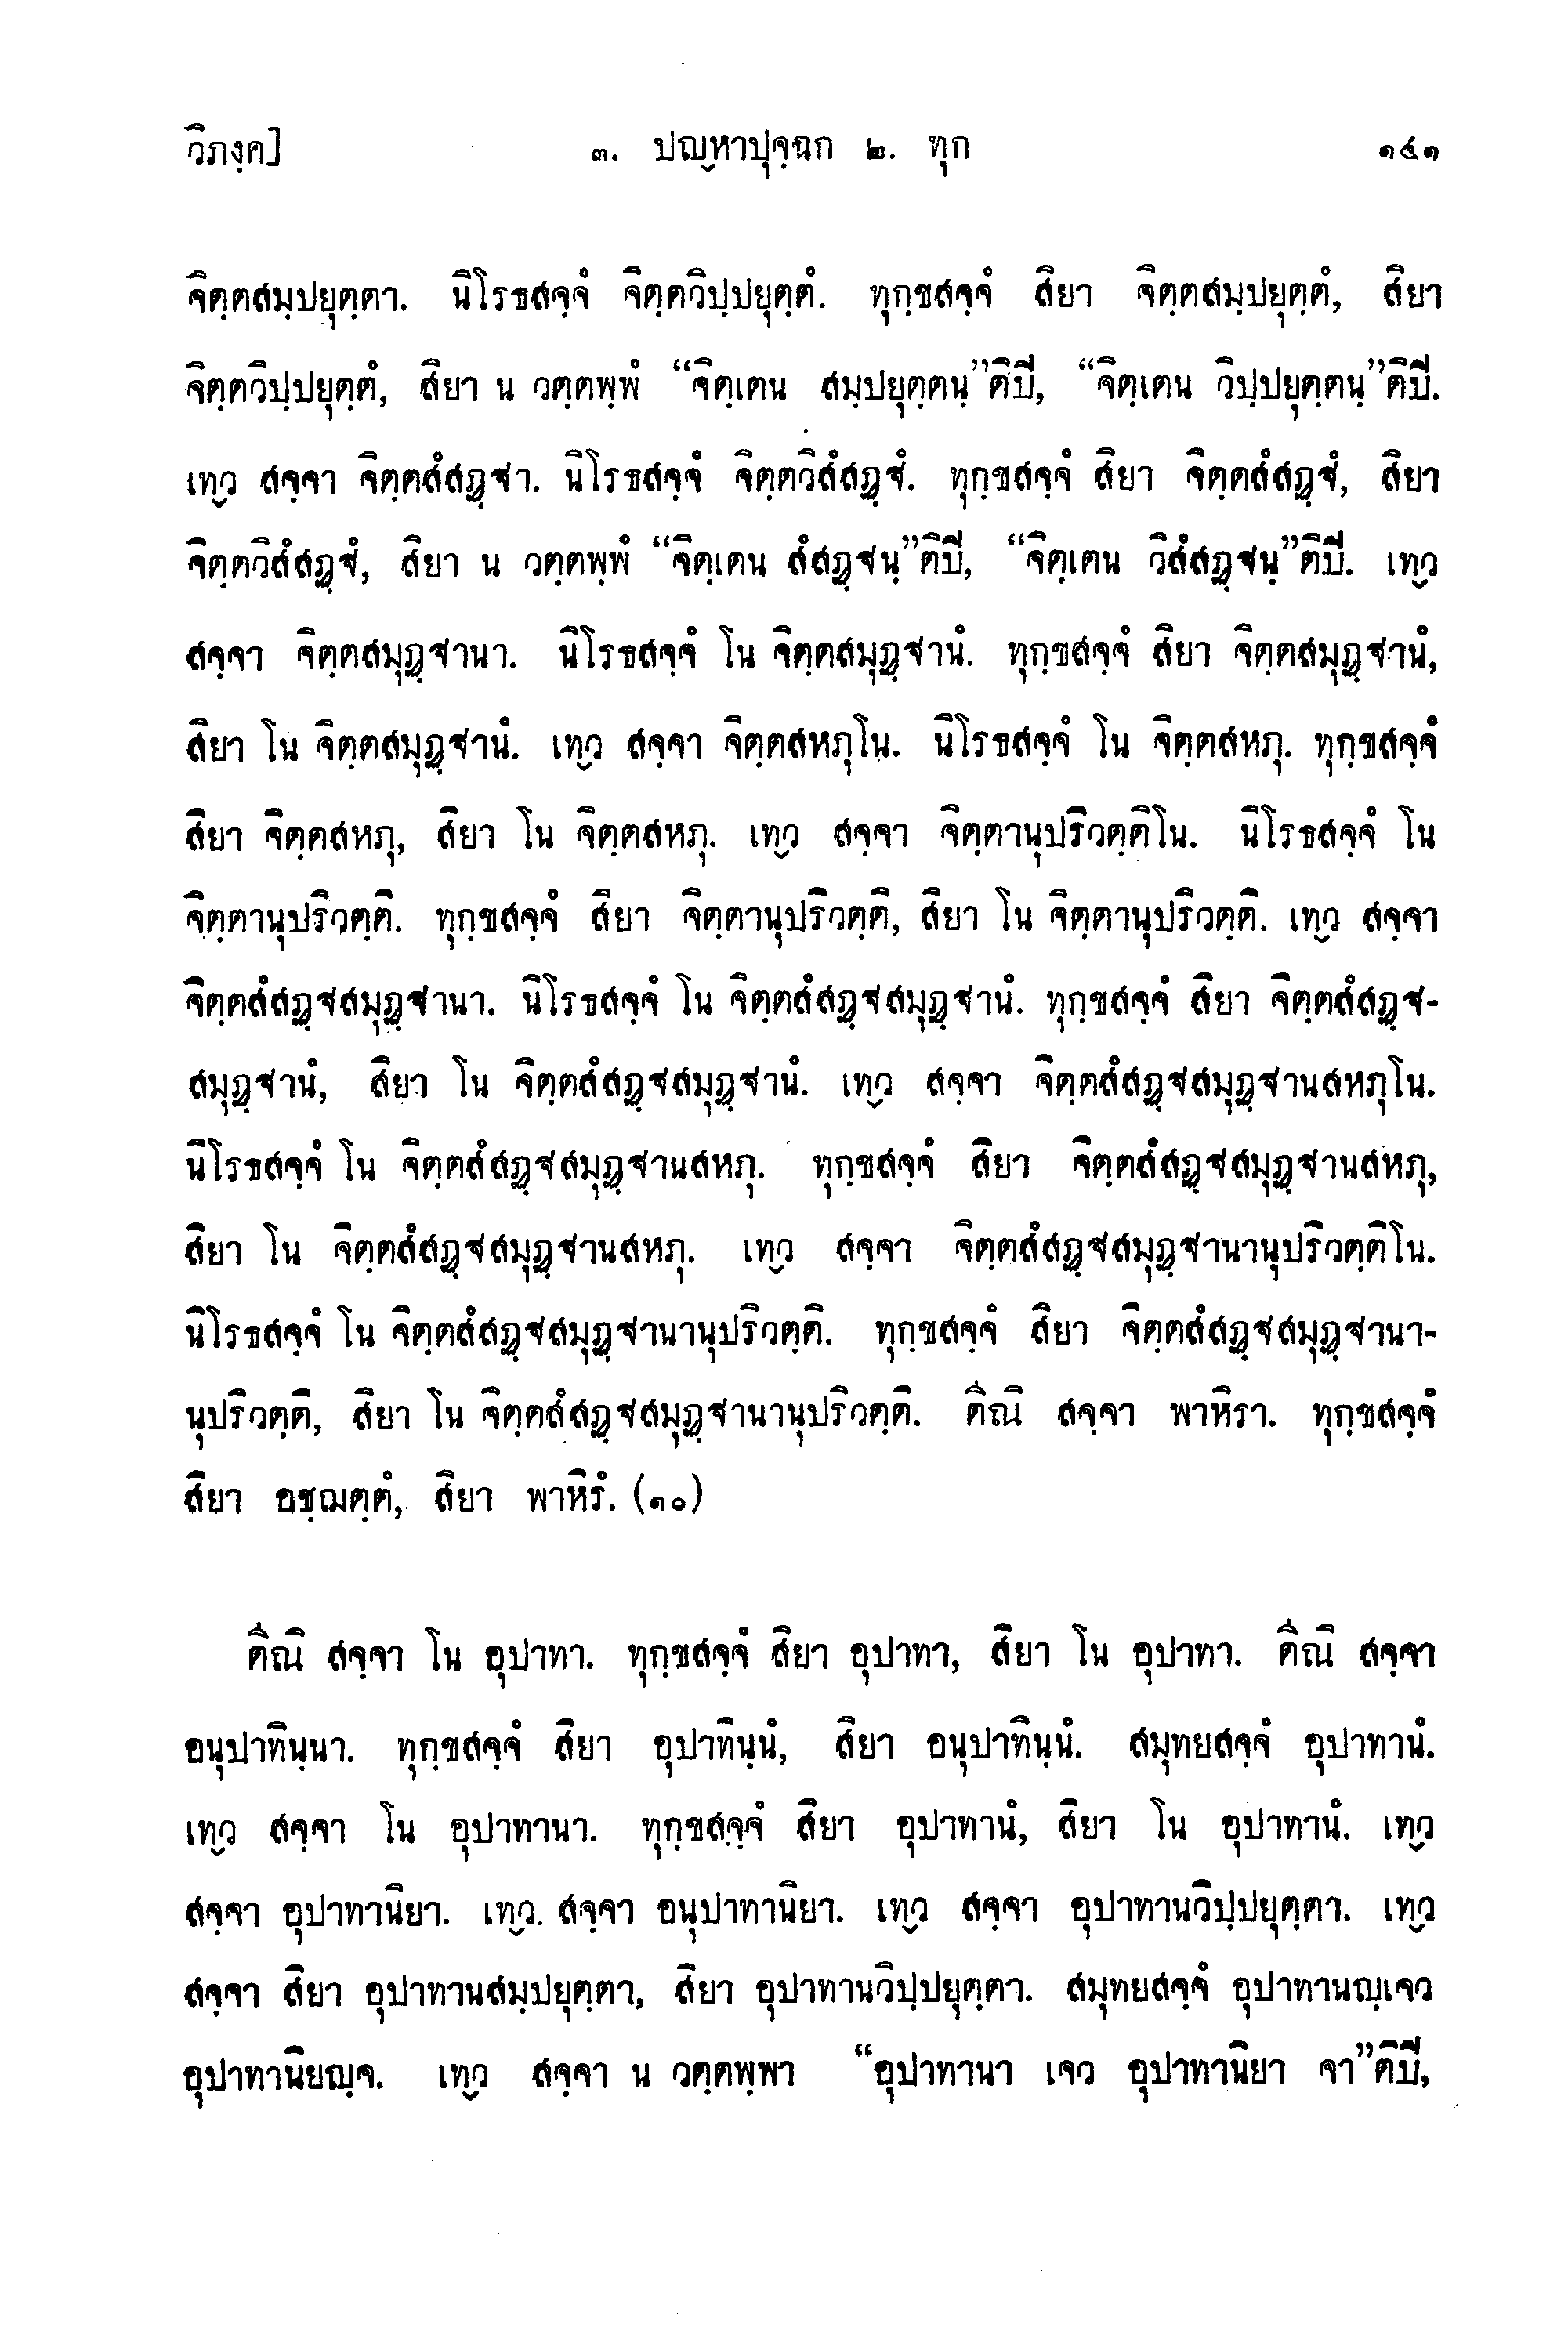 วิภงฺค]	๓. ปญฺหาปุจฺฉก ๒. ทุก	๑๔๑
จิตฺตสมฺปยุตฺตา. นิโรธสจฺจํ จิตฺตวิปฺปยุตฺตํ. ทุกฺขสจฺจํ สิยา จิตฺตสมฺปยุตฺตํ, สิยา
จิตฺตวิปฺปยุตฺตํ, สิยา น วตฺตพฺพํ “จิตฺเตน สมฺปยุตฺตนฺ”ติปี, “จิตฺเตน วิปฺปยุตฺตนฺ”ติปี.
เทฺว สจฺจา จิตฺตสํสฏฺฐา. นิโรธสจฺจํ จิตฺตวิสํสฏฺฐํ. ทุกฺขสจฺจํ สิยา จิตฺตสํสฏฺฐํ, สิยา
จิตฺตวิสํสฏฺฐํ, สิยา น วตฺตพฺพํ “จิตฺเตน สํสฏฺฐนฺ”ติปี, “จิตฺเตน วิสํสฏฺฐนฺ”ติปี. เทฺว
สจฺจา จิตฺตสมุฏฺฐานา. นิโรธสจฺจํ โน จิตฺตสมุฏฺฐานํ. ทุกฺขสจฺจํ สิยา จิตฺตสมุฏฺฐานํ,
สิยา โน จิตฺตสมุฏฺฐานํ. เทฺว สจฺจา จิตฺตสหภุโน. นิโรธสจฺจํ โน จิตฺตสหภุ. ทุกฺขสจฺจํ
สิยา จิตฺตสหภุ, สิยา โน จิตฺตสหภุ. เทฺว สจฺจา จิตฺตานุปริวตฺติโน. นิโรธสจฺจํ โน
จิตฺตานุปริวตฺติ. ทุกฺขสจฺจํ สิยา จิตฺตานุปริวตฺติ, สิยา โน จิตฺตานุปริวตฺติ. เทฺว สจฺจา
จิตฺตสํสฏฺฐสมุฏฺฐานา. นิโรธสจฺจํ โน จิตฺตสํสฏฺฐสมุฏฺฐานํ. ทุกฺขสจฺจํ สิยา จิตฺตสํสฏฺฐ-
สมุฏฺฐานํ, สิยา โน จิตฺตสํสฏฺฐสมุฏฺฐานํ. เทฺว สจฺจา จิตฺตสํสฏฺฐสมุฏฺฐานสหภุโน.
นิโรธสจฺจํ โน จิตฺตสํสฏฺฐสมุฏฺฐานสหภุ. ทุกฺขสจฺจํ สิยา จิตฺตสํสฏฺฐสมุฏฺฐานสหภุ,
สิยา โน จิตฺตสํสฏฺฐสมุฏฺฐานสหภุ. เทฺว สจฺจา จิตฺตสํสฏฺฐสมุฏฺฐานานุปริวตฺติโน.
นิโรธสจฺจํ โน จิตฺตสํสฏฺฐสมุฏฺฐานานุปริวตฺติ. ทุกฺขสจฺจํ สิยา จิตฺตสํสฏฺฐสมุฏฺฐานา-
นุปริวตฺติ, สิยา โน จิตฺตสํสฏฺฐสมุฏฺฐานานุปริวตฺติ. ตีณิ สจฺจา พาหิรา. ทุกฺขสจฺจํ
สิยา อชฺฌตฺตํ, สิยา พาหิรํ. (๑๐)
ตีณิ สจฺจา โน อุปาทา. ทุกฺขสจฺจํ สิยา อุปาทา, สิยา โน อุปาทา. ตีณิ สจฺจา
อนุปาทินฺนา. ทุกฺขสจฺจํ สิยา อุปาทินฺนํ, สิยา อนุปาทินฺนํ. สมุทยสจฺจํ อุปาทานํ.
เทฺว สจฺจา โน อุปาทานา. ทุกฺขสจฺจํ สิยา อุปาทานํ, สิยา โน อุปาทานํ. เทฺว
สจฺจา อุปาทานิยา. เทฺว สจฺจา อนุปาทานิยา. เทฺว สจฺจา อุปาทานวิปฺปยุตฺตา. เทฺว
สจฺจา สิยา อุปาทานสมฺปยุตฺตา, สิยา อุปาทานวิปฺปยุตฺตา. สมุทยสจฺจํ อุปาทานญฺเจว
อุปาทานิยญฺจ. เทฺว สจฺจา น วตฺตพฺพา “อุปาทานา เจว อุปาทานิยา จา”ติปี,